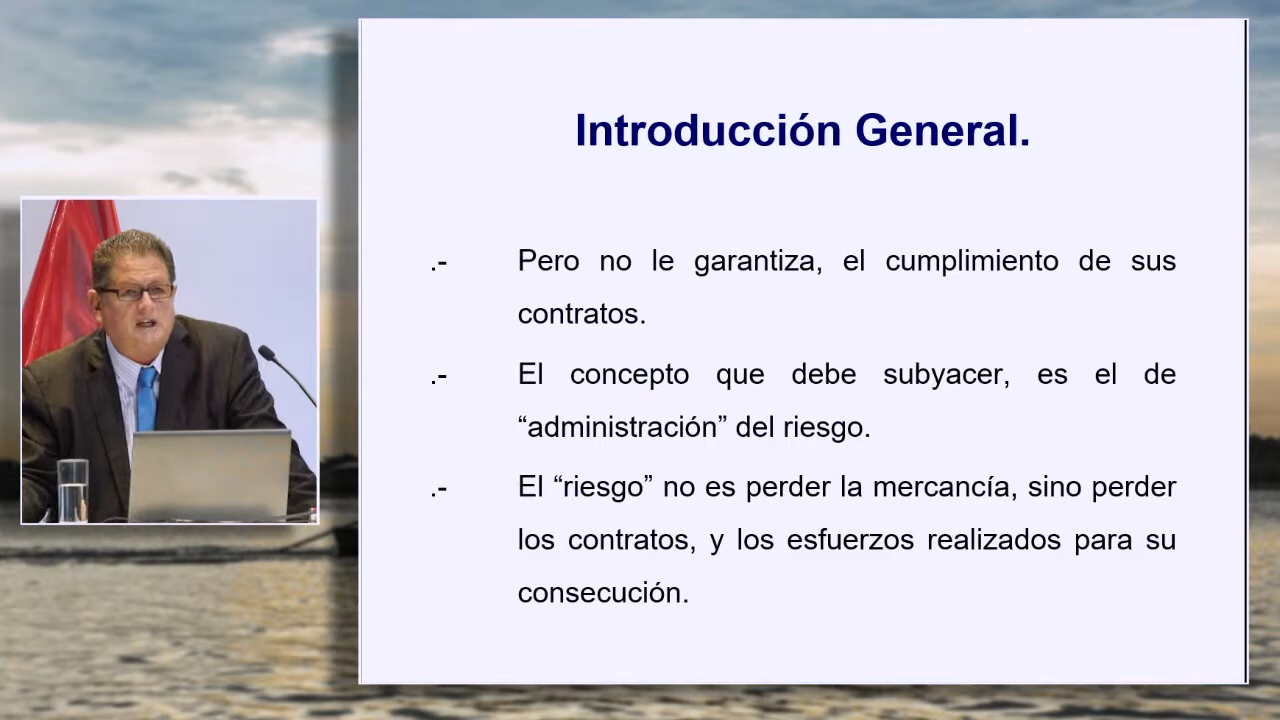 Introducción General.
.- Pero no le garantiza, el cumplimiento de sus
contratos.
.- El concepto que debe subyacer, es el de
“administración” del riesgo.
.- El “riesgo” no es perder la mercancía, sino perder
los contratos, y los esfuerzos realizados para su
consecución.